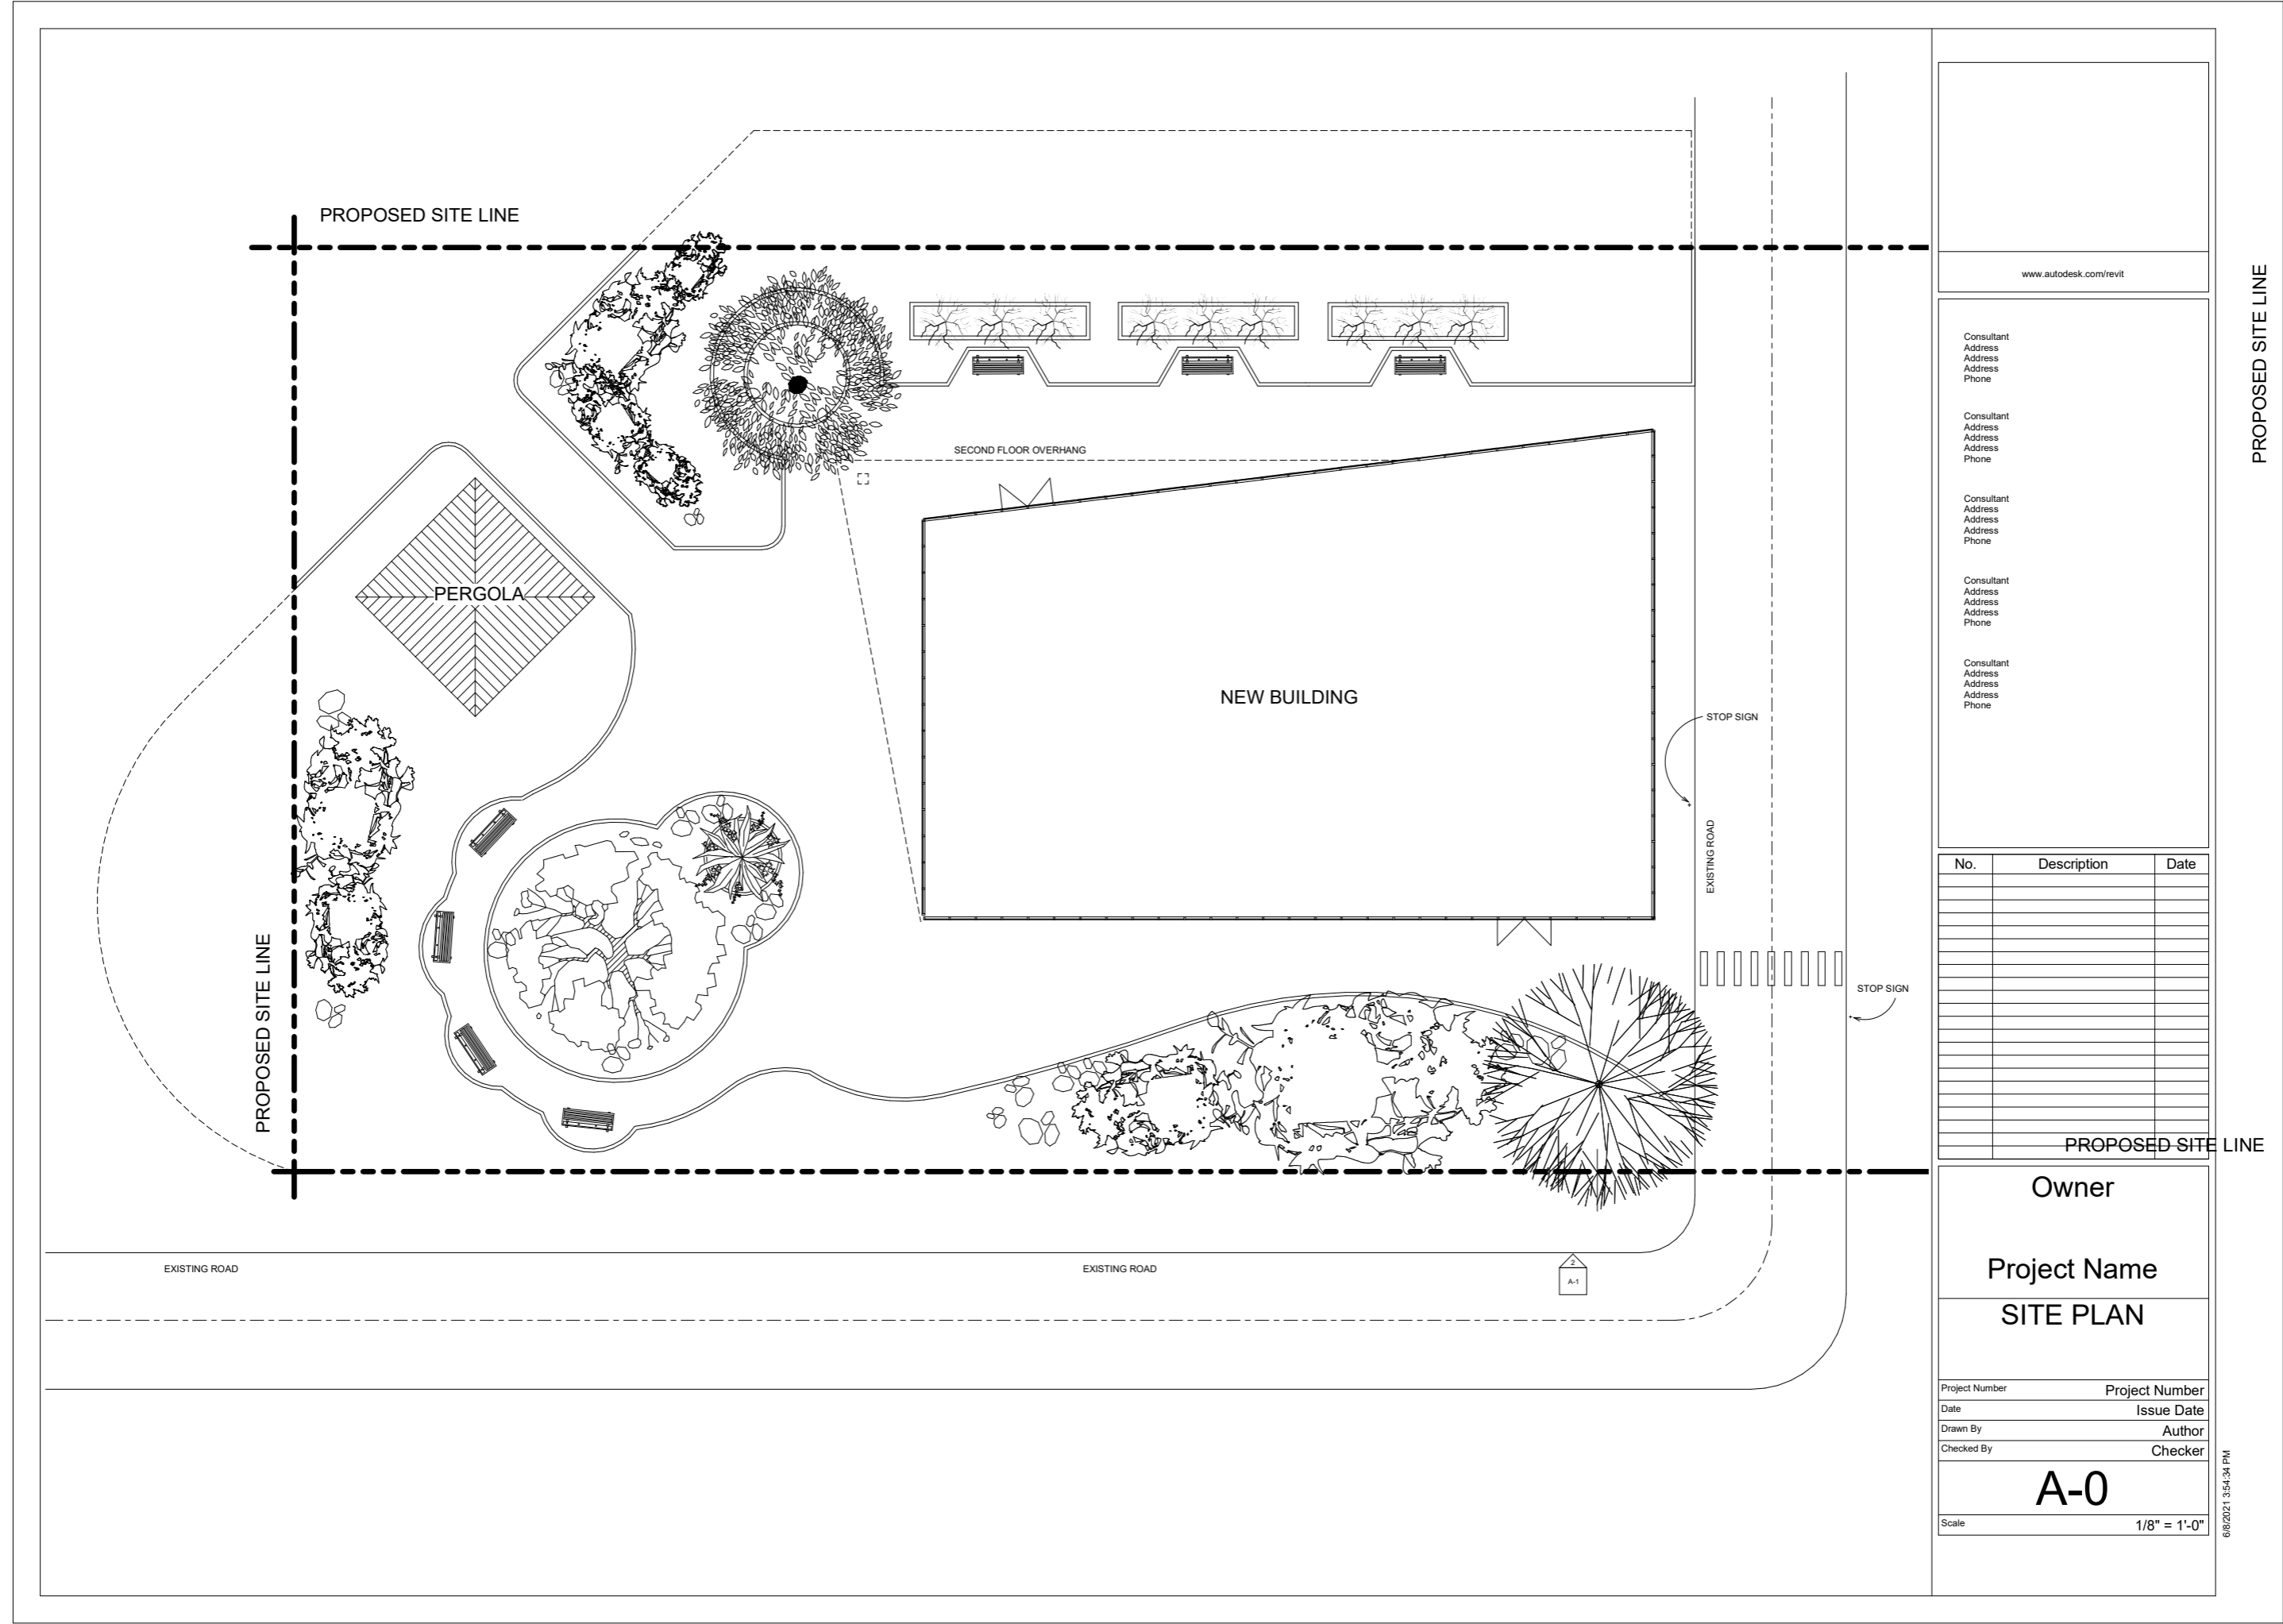 PROPOSED SITE LINE
SECOND FLOOR OVERHANG
PERGOLA
NEW BUILDING
STOP SIGN
EXISTING ROAD
STOP SIGN
PROPOSED SITE LINE
EXISTING ROAD
EXISTING ROAD
2
A-1
www.autodesk.com/revit
PROPOSED SITE LINE
Consultant
Address
Address
Address
Phone
Consultant
Address
Address
Address
Phone
Consultant
Address
Address
Address
Phone
Consultant
Address
Address
Address
Phone
Consultant
Address
Address
Address
Phone
No. Description Date
PROPOSED SITE LINE
Owner
Project Name
SITE PLAN
Project Number Project Number
Date Issue Date
Drawn By Author
Checked By Checker
A-0
Scale 1/8" = 1'-0"
6/8/2021 3:54:34 PM